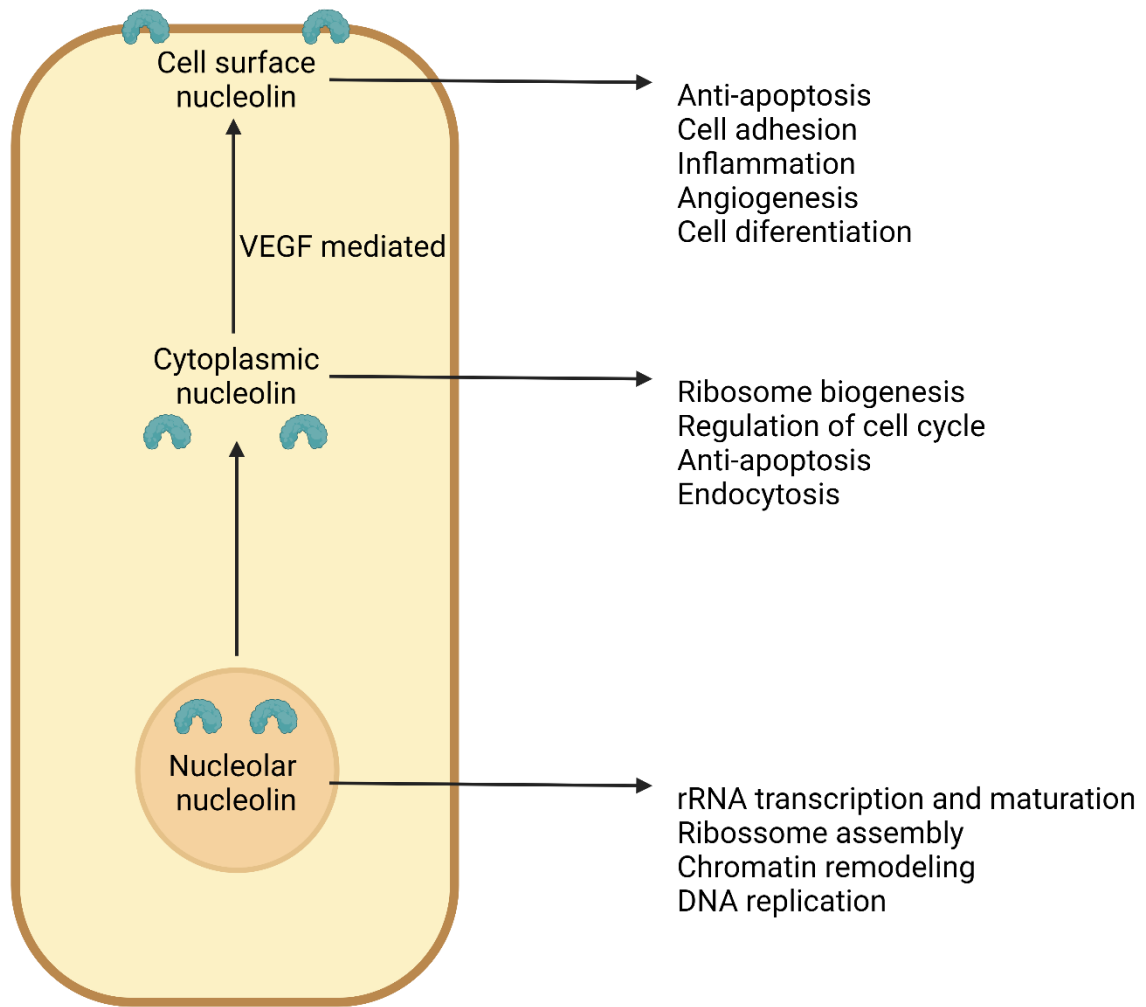 Cell surface
nucleolin
Anti-apoptosis
Cell adhesion
Inflammation
Angiogenesis
Cell diferentiation
VEGF mediated
Cytoplasmic
nucleolin
Ribosome biogenesis
Regulation of cell cycle
Anti-apoptosis
Endocytosis
Nucleolar
nucleolin
rRNA transcription and maturation
Ribossome assembly
Chromatin remodeling
DNA replication